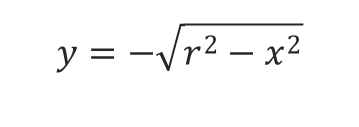 y = −√(r² − x²)